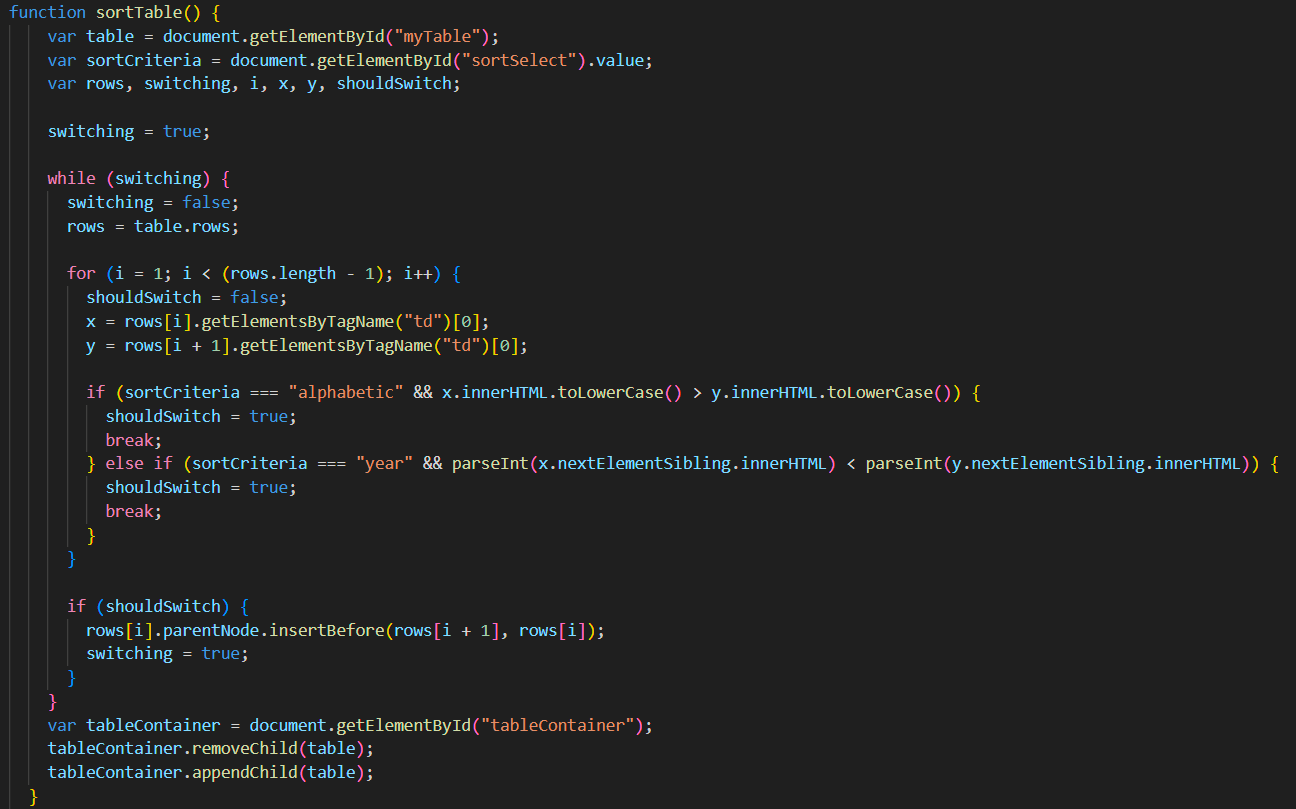 function sortTable() {
var table = document.getElementById("myTable");
var sortCriteria = document.getElementById("sortSelect").value;
var rows, switching, i, x, y, shouldSwitch;
switching = true;
while (switching) {
switching = false;
rows = table.rows;
for (i = 1; i < (rows.length - 1); i++) {
shouldSwitch = false;
x = rows[i].getElementsByTagName("td")[0];
y = rows[i + 1].getElementsByTagName("td")[0];
if (sortCriteria === "alphabetic" && x.innerHTML.toLowerCase() > y.innerHTML.toLowerCase()) {
shouldSwitch = true;
break;
} else if (sortCriteria === "year" && parseInt(x.nextElementSibling.innerHTML) < parseInt(y.nextElementSibling.innerHTML)) {
shouldSwitch = true;
break;
}
}
if (shouldSwitch) {
rows[i].parentNode.insertBefore(rows[i + 1], rows[i]);
switching = true;
}
}
var tableContainer = document.getElementById("tableContainer");
tableContainer.removeChild(table);
tableContainer.appendChild(table);
}